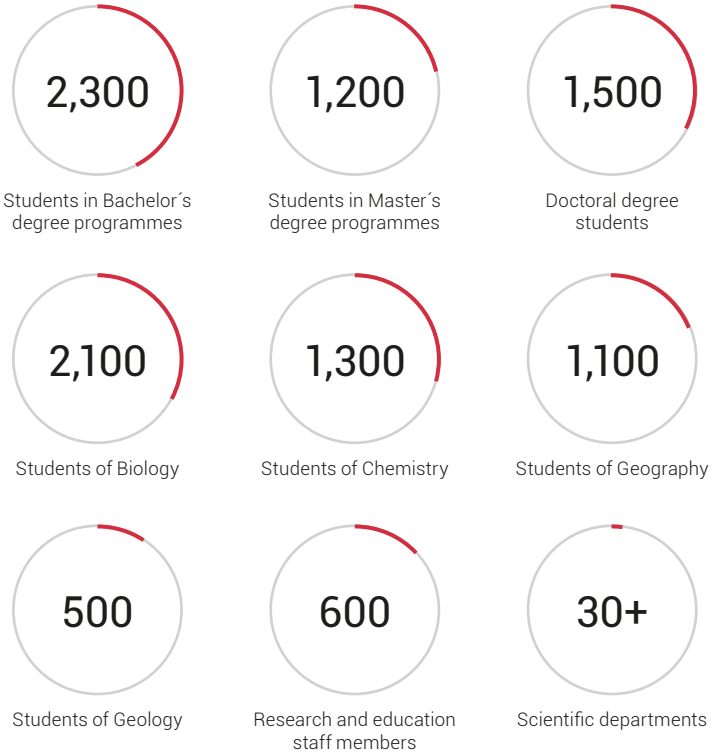 2,300
Students in Bachelor´s
degree programmes
1,200
Students in Master´s
degree programmes
1,500
Doctoral degree
students
2,100
Students of Biology
1,300
Students of Chemistry
1,100
Students of Geography
500
Students of Geology
600
Research and education
staff members
30+
Scientific departments